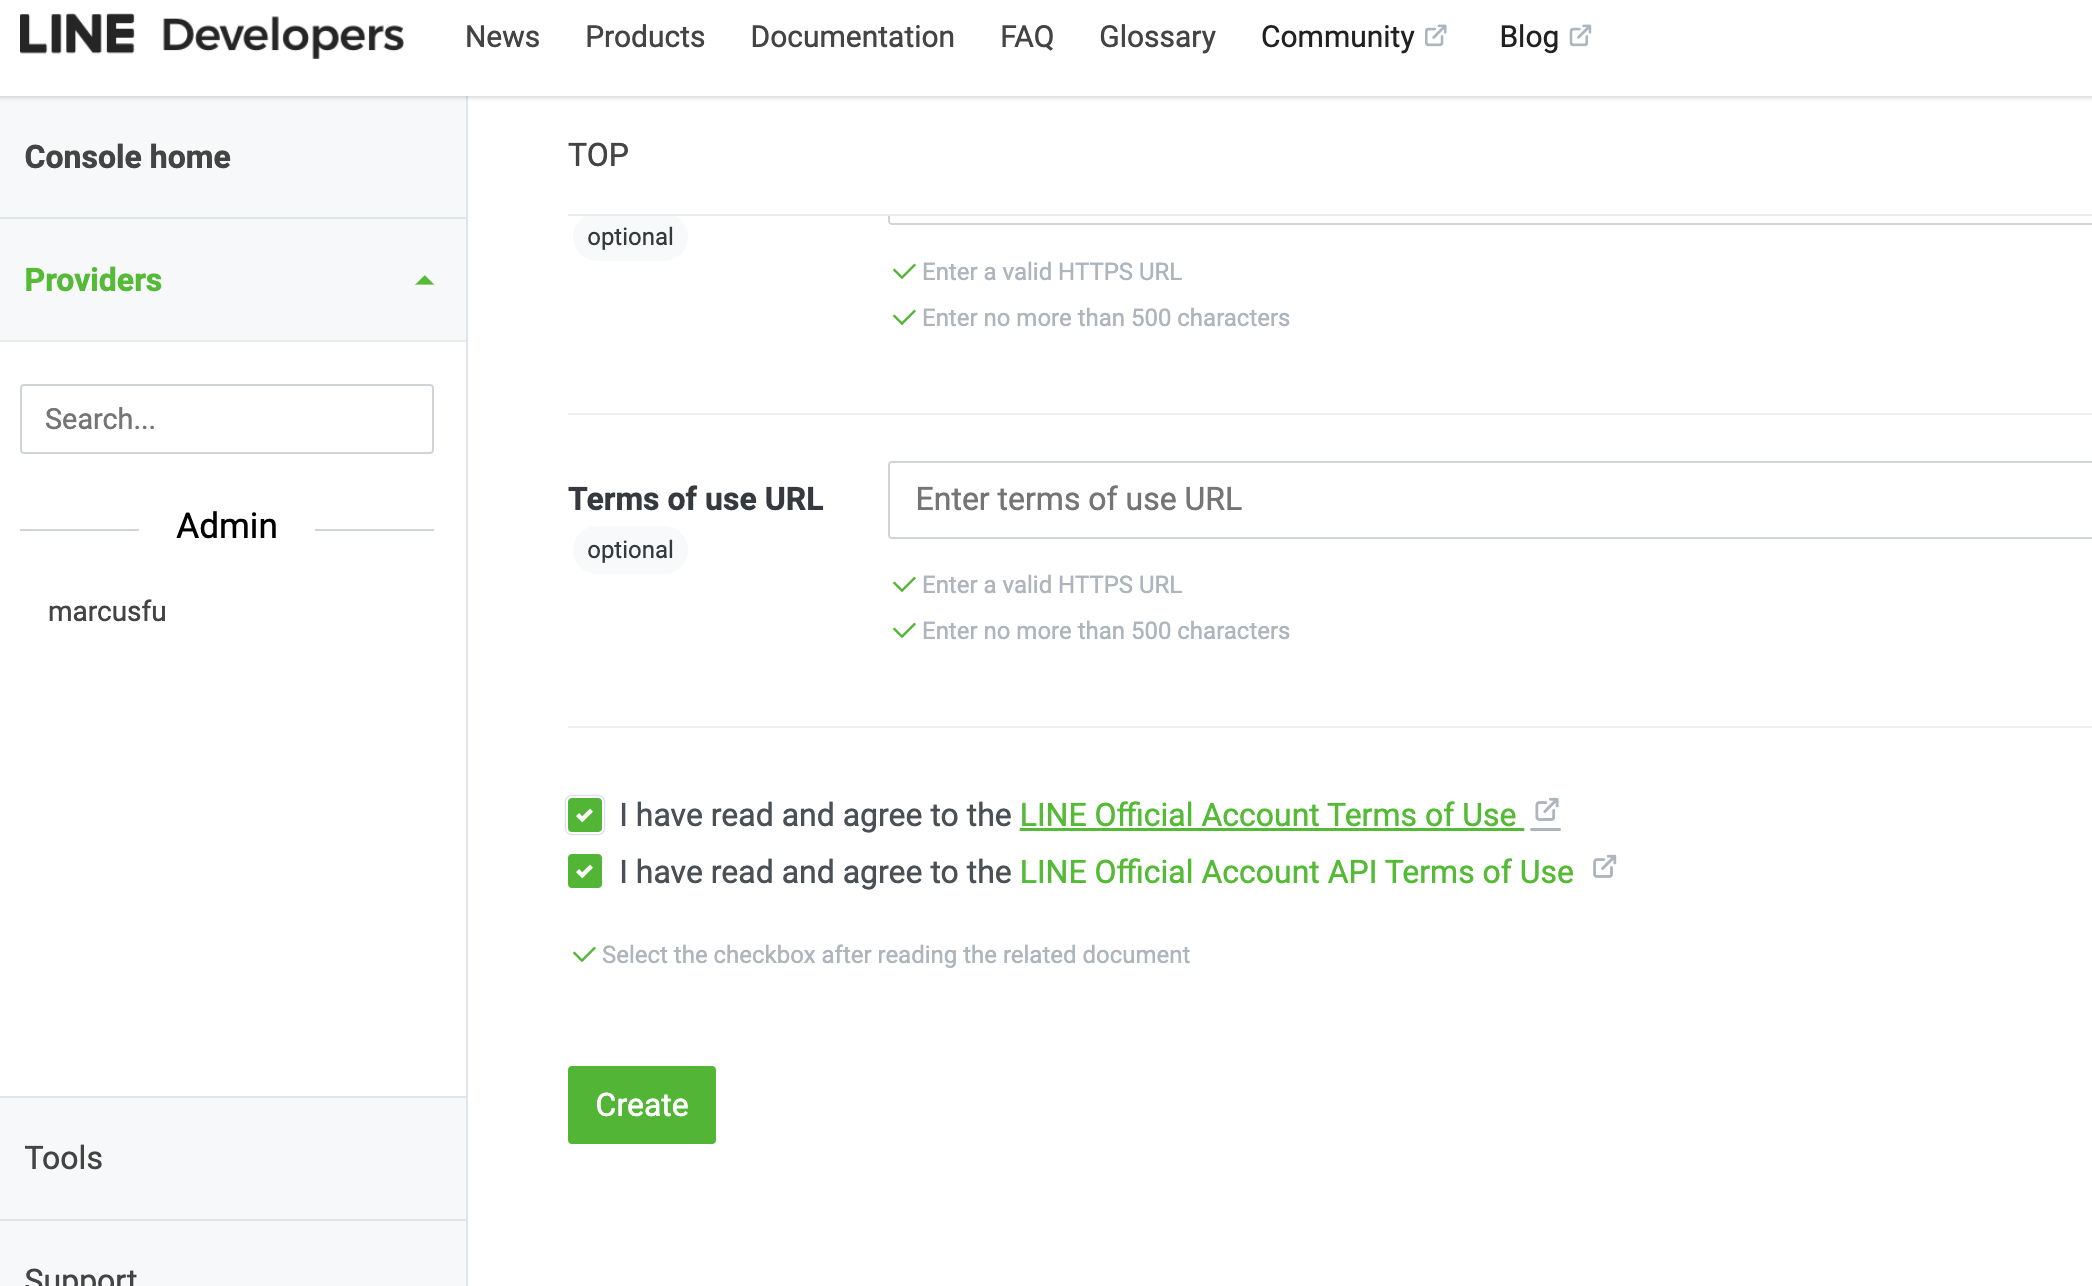 LINE Developers News Products Documentation FAQ Glossary Community Blog
Console home
Providers
Search...
Admin
marcusfu
Tools
Support
TOP
optional
Enter a valid HTTPS URL
Enter no more than 500 characters
Terms of use URL
optional
Enter terms of use URL
Enter a valid HTTPS URL
Enter no more than 500 characters
I have read and agree to the LINE Official Account Terms of Use
I have read and agree to the LINE Official Account API Terms of Use
Select the checkbox after reading the related document
Create